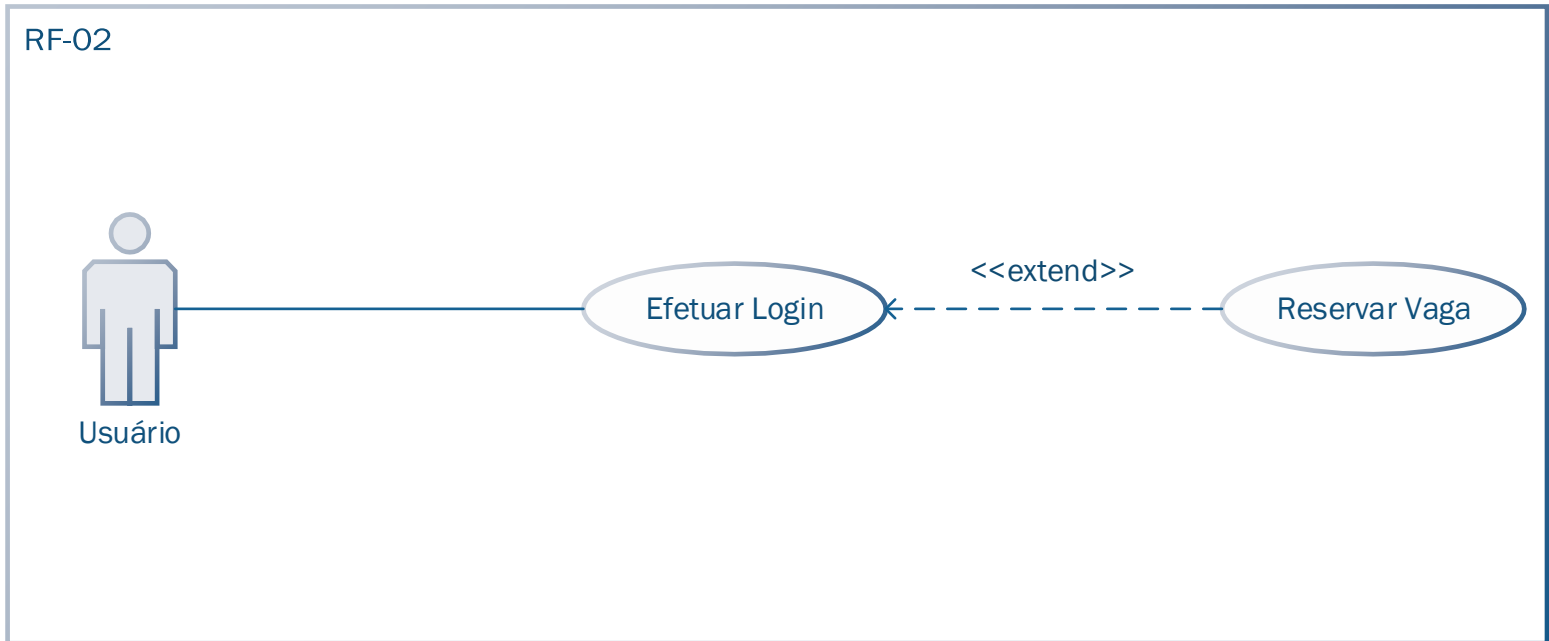 RF-02
<<extend>>
Efetuar Login
Reservar Vaga
Usuário